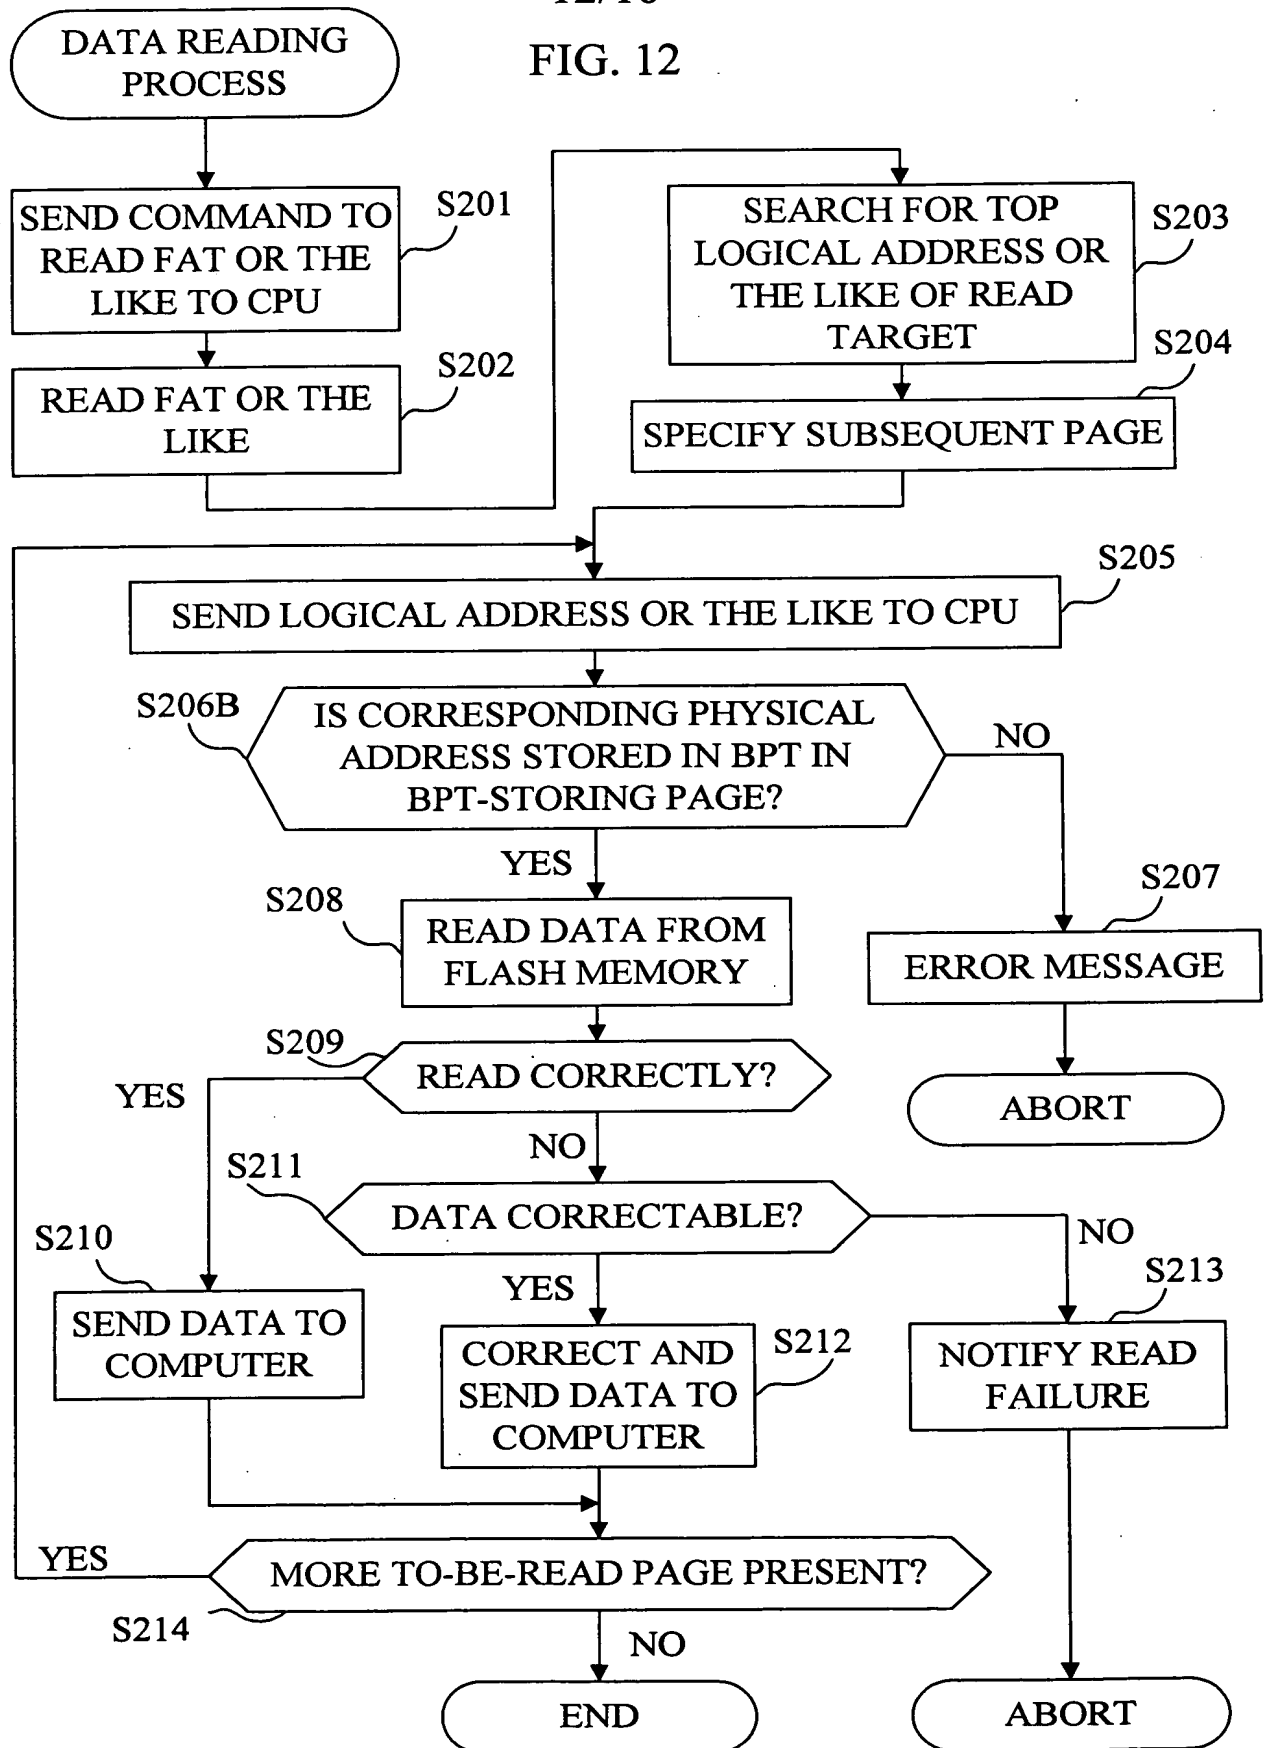 12/16
FIG. 12
DATA READING
PROCESS
S201
SEND COMMAND TO
READ FAT OR THE
LIKE TO CPU
S202
READ FAT OR THE
LIKE
S203
SEARCH FOR TOP
LOGICAL ADDRESS OR
THE LIKE OF READ
TARGET
S204
SPECIFY SUBSEQUENT PAGE
S205
SEND LOGICAL ADDRESS OR THE LIKE TO CPU
S206B
IS CORRESPONDING PHYSICAL
ADDRESS STORED IN BPT IN
BPT-STORING PAGE?
NO
YES
S207
ERROR MESSAGE
ABORT
S208
READ DATA FROM
FLASH MEMORY
S209
READ CORRECTLY?
YES
NO
S211
DATA CORRECTABLE?
NO
YES
S210
SEND DATA TO
COMPUTER
S212
CORRECT AND
SEND DATA TO
COMPUTER
S213
NOTIFY READ
FAILURE
YES
MORE TO-BE-READ PAGE PRESENT?
S214
NO
END
ABORT